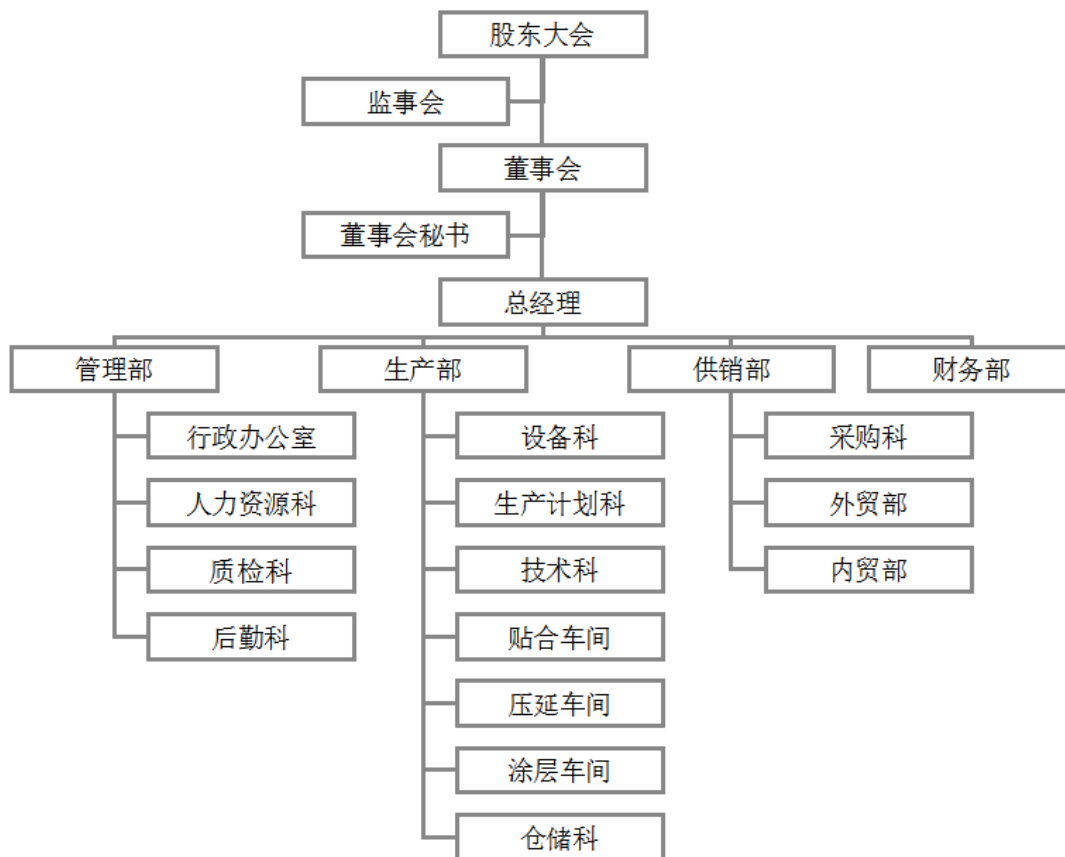 股东大会
监事会
董事会
董事会秘书
总经理
管理部
生产部
供销部
财务部
行政办公室
设备科
采购科
人力资源科
生产计划科
外贸部
质检科
技术科
内贸部
后勤科
贴合车间
压延车间
涂层车间
仓储科